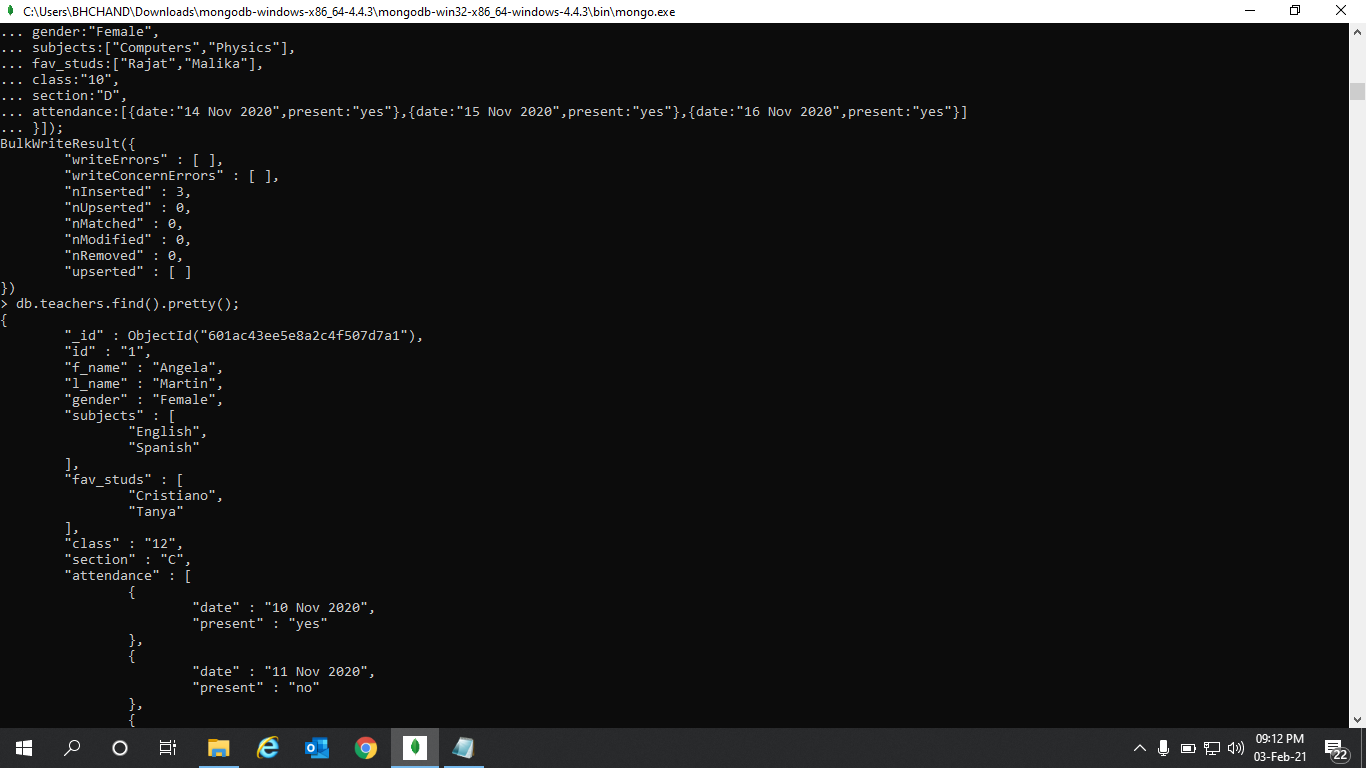 C:\Users\BHCHAND\Downloads\mongodb-windows-x86_64-4.4.3\mongodb-win32-x86_64-windows-4.4.3\bin\mongo.exe
... gender:"Female",
... subjects:["Computers","Physics"],
... fav_studs:["Rajat","Malika"],
... class:"10",
... section:"D",
... attendance:[{date:"14 Nov 2020",present:"yes"},{date:"15 Nov 2020",present:"yes"},{date:"16 Nov 2020",present:"yes"}]
... }]);
BulkWriteResult({
        "writeErrors" : [ ],
        "writeConcernErrors" : [ ],
        "nInserted" : 3,
        "nUpserted" : 0,
        "nMatched" : 0,
        "nModified" : 0,
        "nRemoved" : 0,
        "upserted" : [ ]
})
> db.teachers.find().pretty();
{
        "_id" : ObjectId("601ac43ee5e8a2c4f507d7a1"),
        "id" : "1",
        "f_name" : "Angela",
        "l_name" : "Martin",
        "gender" : "Female",
        "subjects" : [
                "English",
                "Spanish"
        ],
        "fav_studs" : [
                "Cristiano",
                "Tanya"
        ],
        "class" : "12",
        "section" : "C",
        "attendance" : [
                {
                        "date" : "10 Nov 2020",
                        "present" : "yes"
                },
                {
                        "date" : "11 Nov 2020",
                        "present" : "no"
                },
                {
09:12 PM
03-Feb-21
22